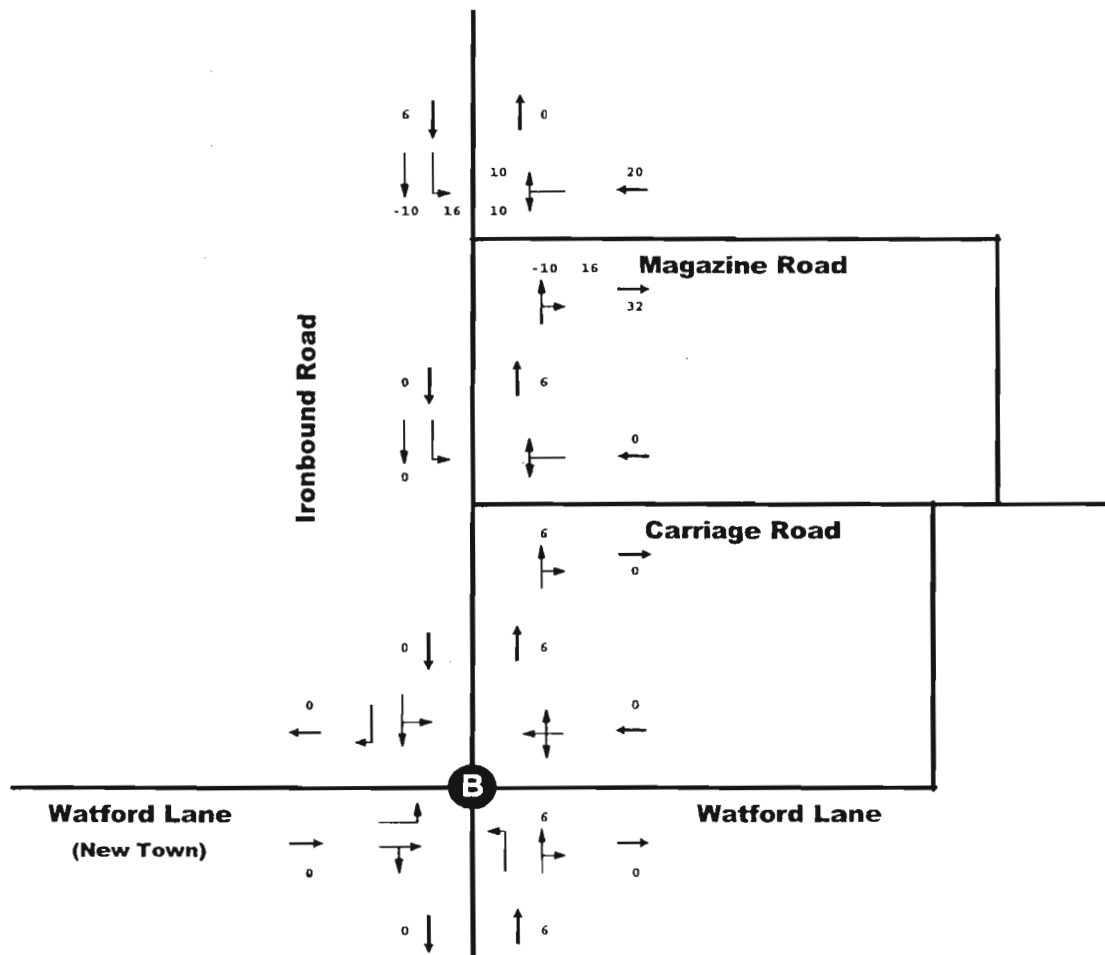 6 0
10 20
-10 16 10
-10 16 Magazine Road
32
Ironbound Road
0 6
0
0
6 Carriage Road
0
0 6
0 0
B
Watford Lane Watford Lane
(New Town)
6
0 0
0 6